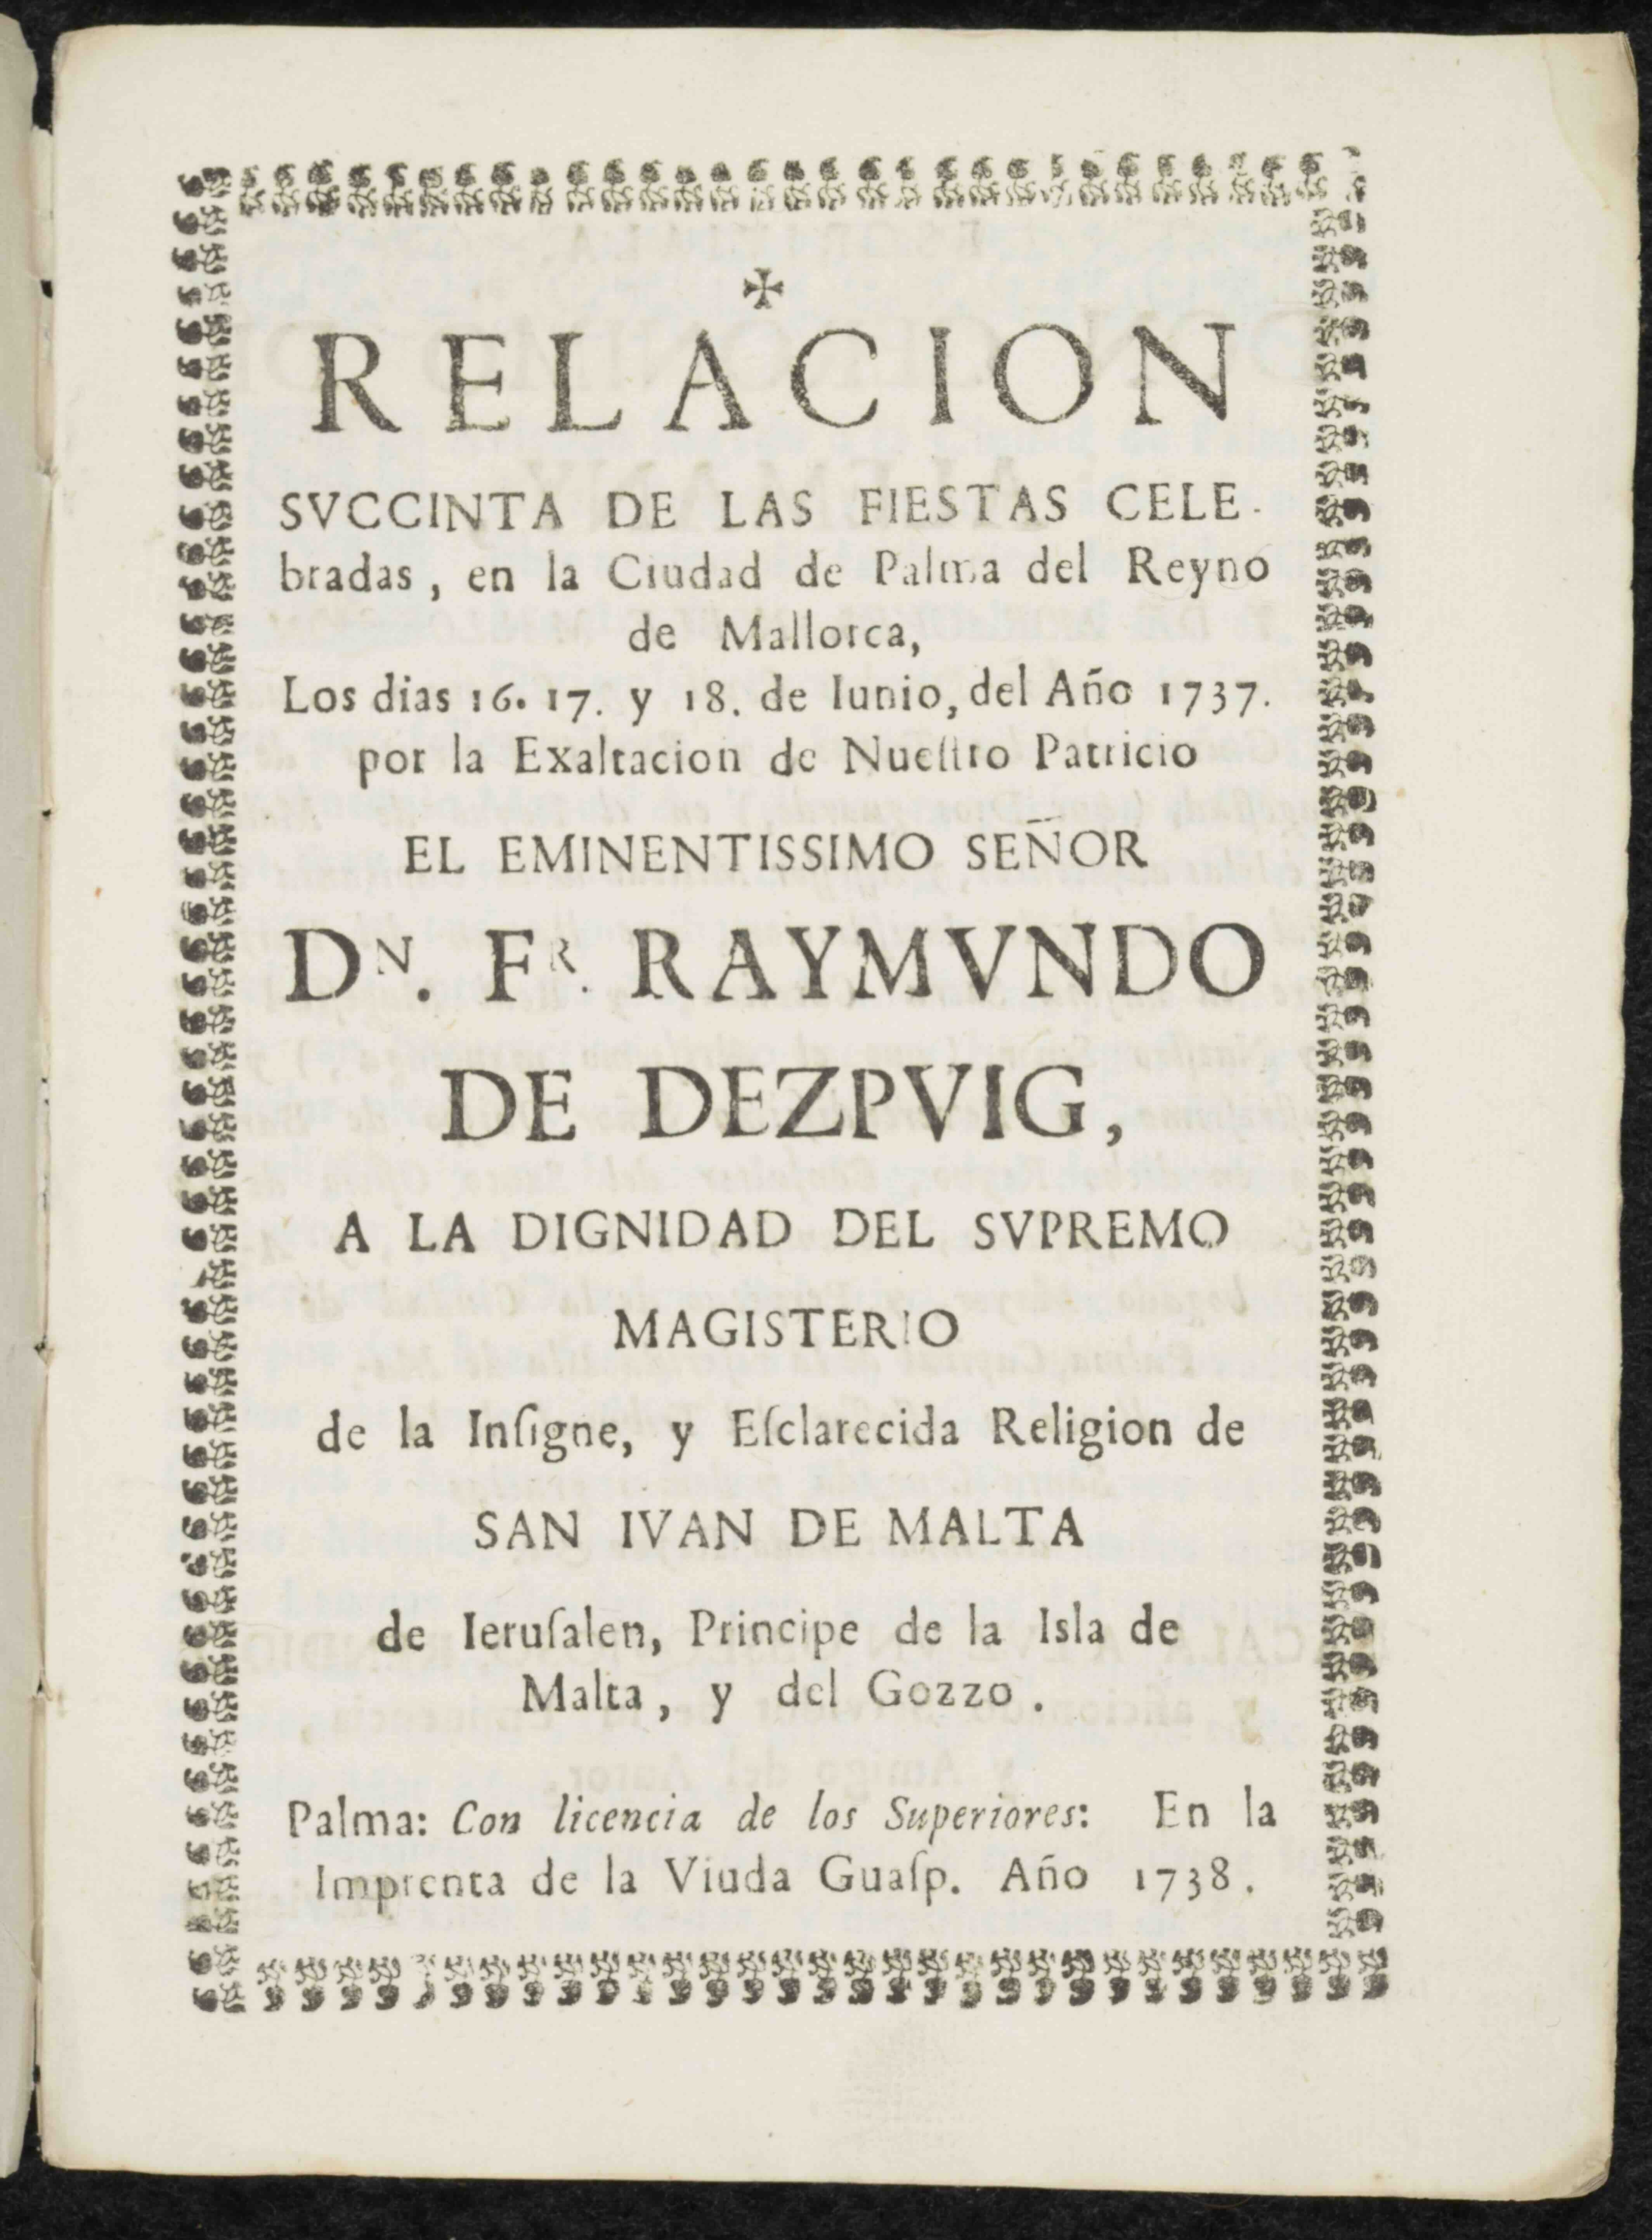 ✠
RELACION
SVCCINTA DE LAS FIESTAS CELE-
bradas, en la Ciudad de Palma del Reyno
de Mallorca,
Los dias 16. 17. y 18. de Iunio, del Año 1737.
por la Exaltacion de Nueſtro Patricio
EL EMINENTISSIMO SEÑOR
DN. FR. RAYMVNDO
DE DEZPVIG,
A LA DIGNIDAD DEL SVPREMO
MAGISTERIO
de la Inſigne, y Eſclarecida Religion de
SAN IVAN DE MALTA
de Ieruſalen, Principe de la Isla de
Malta, y del Gozzo.
Palma: Con licencia de los Superiores: En la
Imprenta de la Viuda Guaſp. Año 1738.